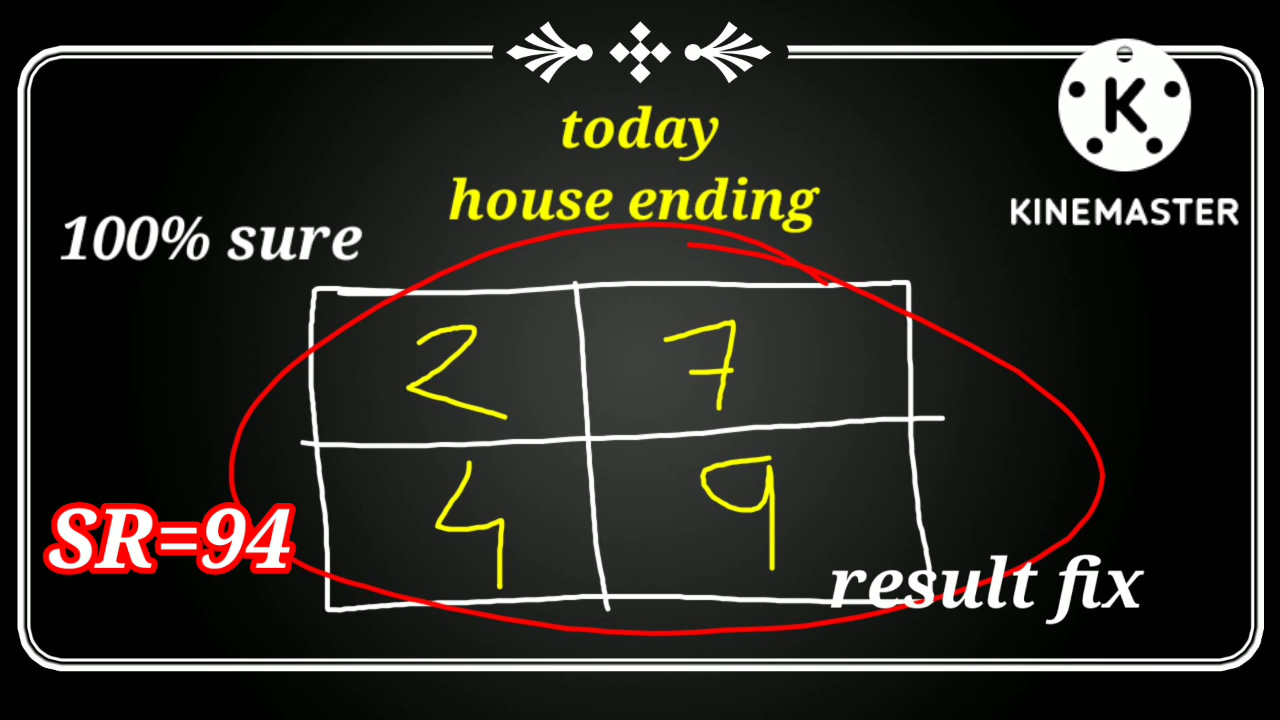 today
house ending
100% sure
K
KINEMASTER
2 7
4 9
SR=94
result fix